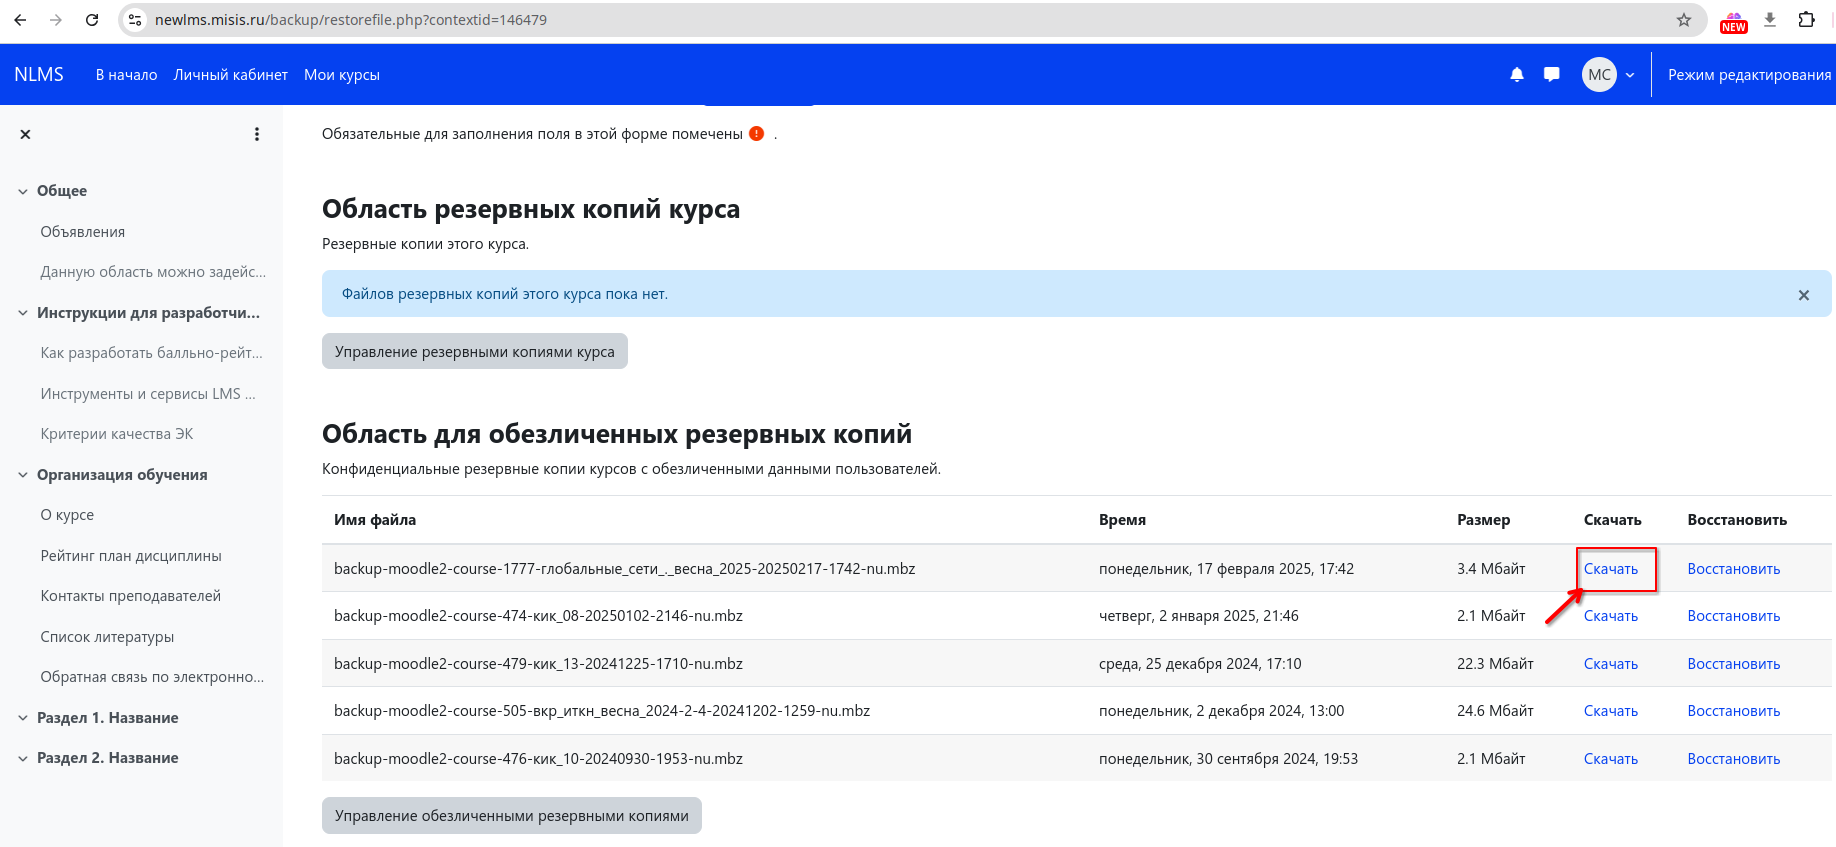 newlms.misis.ru/backup/restorefile.php?contextid=146479
NEW
NLMS В начало Личный кабинет Мои курсы МС Режим редактирования
Обязательные для заполнения поля в этой форме помечены ! .
Общее
Объявления
Данную область можно задейс...
Инструкции для разработчи...
Как разработать балльно-рейт...
Инструменты и сервисы LMS ...
Критерии качества ЭК
Организация обучения
О курсе
Рейтинг план дисциплины
Контакты преподавателей
Список литературы
Обратная связь по электронно...
Раздел 1. Название
Раздел 2. Название
Область резервных копий курса
Резервные копии этого курса.
Файлов резервных копий этого курса пока нет.
Управление резервными копиями курса
Область для обезличенных резервных копий
Конфиденциальные резервные копии курсов с обезличенными данными пользователей.
Имя файла Время Размер Скачать Восстановить
backup-moodle2-course-1777-глобальные_сети_._весна_2025-20250217-1742-nu.mbz понедельник, 17 февраля 2025, 17:42 3.4 Мбайт Скачать Восстановить
backup-moodle2-course-474-кик_08-20250102-2146-nu.mbz четверг, 2 января 2025, 21:46 2.1 Мбайт Скачать Восстановить
backup-moodle2-course-479-кик_13-20241225-1710-nu.mbz среда, 25 декабря 2024, 17:10 22.3 Мбайт Скачать Восстановить
backup-moodle2-course-505-вкр_иткн_весна_2024-2-4-20241202-1259-nu.mbz понедельник, 2 декабря 2024, 13:00 24.6 Мбайт Скачать Восстановить
backup-moodle2-course-476-кик_10-20240930-1953-nu.mbz понедельник, 30 сентября 2024, 19:53 2.1 Мбайт Скачать Восстановить
Управление обезличенными резервными копиями